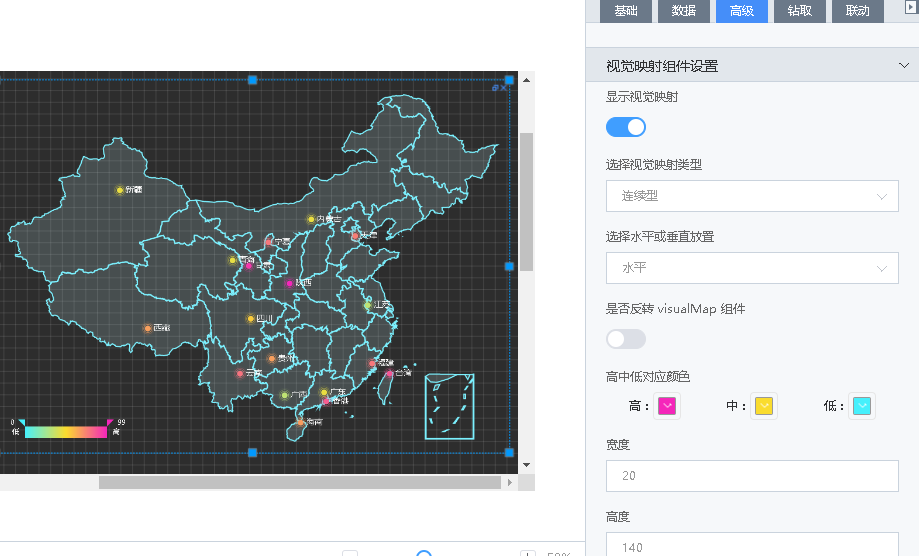 基础 数据 高级 钻取 联动
视觉映射组件设置
显示视觉映射
选择视觉映射类型
连续型
选择水平或垂直放置
水平
是否反转 visualMap 组件
高中低对应颜色
高： 中： 低：
宽度
20
高度
140
新疆
内蒙古
宁夏
天津
青海
甘肃
陕西
江苏
四川
西藏
贵州
福建
云南
台湾
广西
广东
香港
海南
0 99
低 高
50%